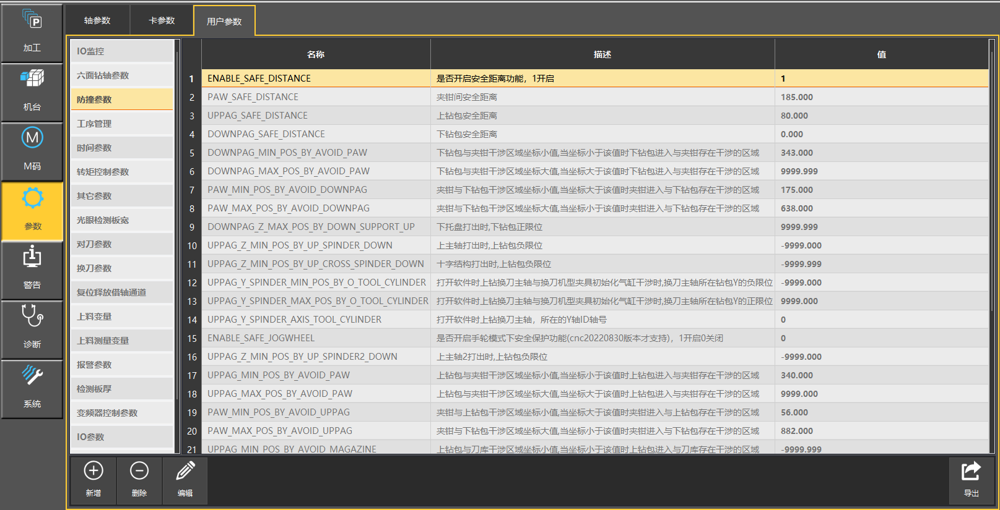 轴参数 卡参数 用户参数
加工
机台
M
M码
参数
警告
诊断
系统
P
IO监控
六面钻轴参数
防撞参数
工序管理
时间参数
转矩控制参数
其它参数
光眼检测板宽
对刀参数
换刀参数
复位释放借轴通道
上料变量
上料测量变量
报警参数
检测板厚
变频器控制参数
IO参数
名称 描述 值
1 ENABLE_SAFE_DISTANCE 是否开启安全距离功能，1开启 1
2 PAW_SAFE_DISTANCE 夹钳间安全距离 185.000
3 UPPAG_SAFE_DISTANCE 上钻包安全距离 80.000
4 DOWNPAG_SAFE_DISTANCE 下钻包安全距离 0.000
5 DOWNPAG_MIN_POS_BY_AVOID_PAW 下钻包与夹钳干涉区域坐标小值,当坐标小于该值时下钻包进入与夹钳存在干涉的区域 343.000
6 DOWNPAG_MAX_POS_BY_AVOID_PAW 下钻包与夹钳干涉区域坐标大值,当坐标大于该值时下钻包进入与夹钳存在干涉的区域 9999.999
7 PAW_MIN_POS_BY_AVOID_DOWNPAG 夹钳与下钻包干涉区域坐标小值,当坐标大于该值时夹钳进入与下钻包存在干涉的区域 175.000
8 PAW_MAX_POS_BY_AVOID_DOWNPAG 夹钳与下钻包干涉区域坐标大值,当坐标小于该值时夹钳进入与下钻包存在干涉的区域 638.000
9 DOWNPAG_Z_MAX_POS_BY_DOWN_SUPPORT_UP 下托盘打出时,下钻包正限位 9999.999
10 UPPAG_Z_MIN_POS_BY_UP_SPINDER_DOWN 上主轴打出时,上钻包负限位 -9999.000
11 UPPAG_Z_MIN_POS_BY_UP_CROSS_SPINDER_DOWN 十字结构打出时,上钻包负限位 -9999.999
12 UPPAG_Y_SPINDER_MIN_POS_BY_O_TOOL_CYLINDER 打开软件时上钻换刀主轴与换刀机型夹具初始化气缸干涉时,换刀主轴所在钻包Y的负限位 -9999.000
13 UPPAG_Y_SPINDER_MAX_POS_BY_O_TOOL_CYLINDER 打开软件时上钻换刀主轴与换刀机型夹具初始化气缸干涉时,换刀主轴所在钻包Y的正限位 9999.000
14 UPPAG_Y_SPINDER_AXIS_TOOL_CYLINDER 打开软件时上钻换刀主轴，所在的Y轴ID轴号 0
15 ENABLE_SAFE_JOGWHEEL 是否开启手轮模式下安全保护功能(cnc20220830版本才支持)，1开启0关闭 0
16 UPPAG_Z_MIN_POS_BY_UP_SPINDER2_DOWN 上主轴2打出时,上钻包负限位 -9999.000
17 UPPAG_MIN_POS_BY_AVOID_PAW 上钻包与夹钳干涉区域坐标小值,当坐标小于该值时上钻包进入与夹钳存在干涉的区域 340.000
18 UPPAG_MAX_POS_BY_AVOID_PAW 上钻包与夹钳干涉区域坐标大值,当坐标大于该值时上钻包进入与夹钳存在干涉的区域 9999.000
19 PAW_MIN_POS_BY_AVOID_UPPAG 夹钳与上钻包干涉区域坐标小值,当坐标大于该值时夹钳进入与上钻包存在干涉的区域 56.000
20 PAW_MAX_POS_BY_AVOID_UPPAG 夹钳与下钻包干涉区域坐标大值,当坐标小于该值时夹钳进入与下钻包存在干涉的区域 882.000
21 UPPAG_MIN_POS_BY_AVOID_MAGAZINE 上钻包与刀库干涉区域坐标小值,当坐标小于该值时上钻包进入与刀库存在干涉的区域 -9999.999
新增 删除 编辑 导出